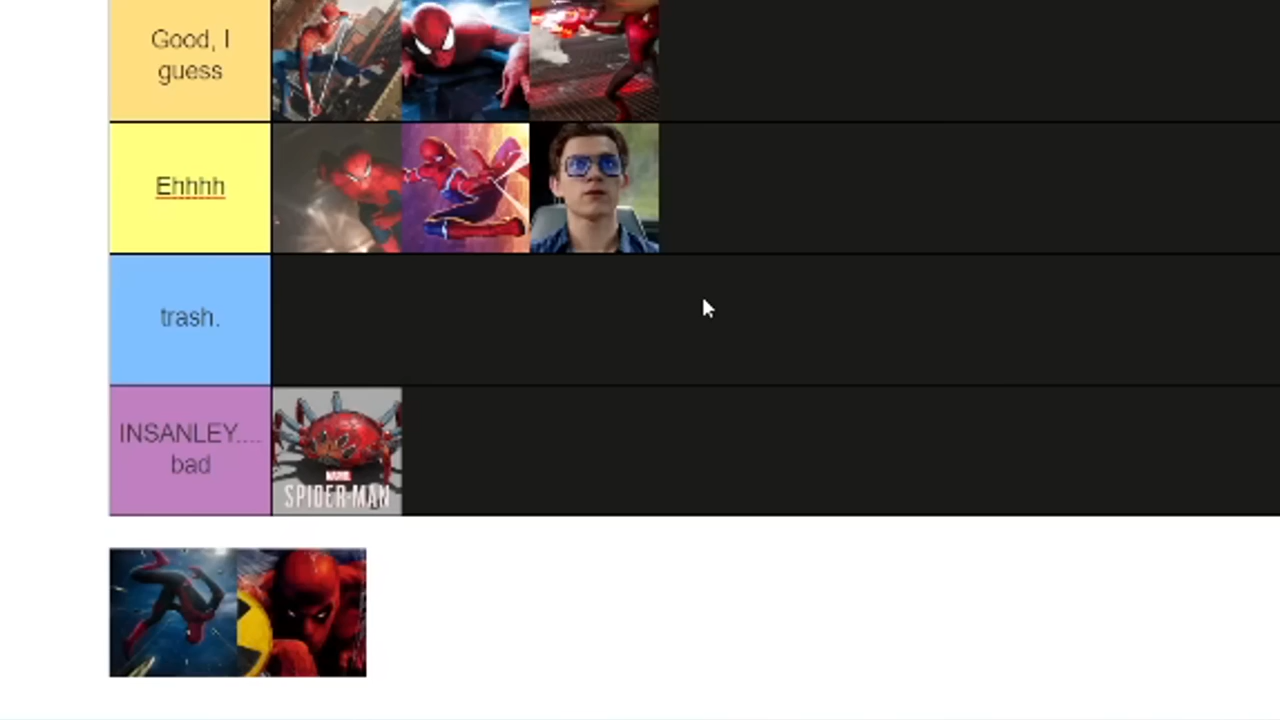 Good, I
guess
Ehhhh
trash.
INSANLEY....
bad
MARVEL
SPIDER-MAN